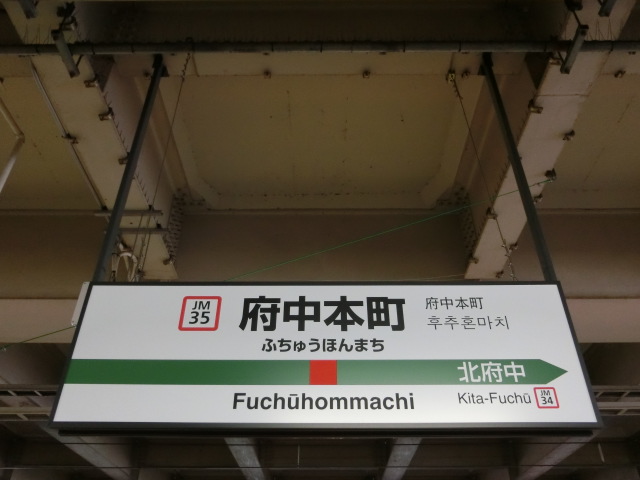 JM
35
府中本町
府中本町
후추혼마치
ふちゅうほんまち
北府中
Fuchūhommachi
Kita-Fuchū
JM
34